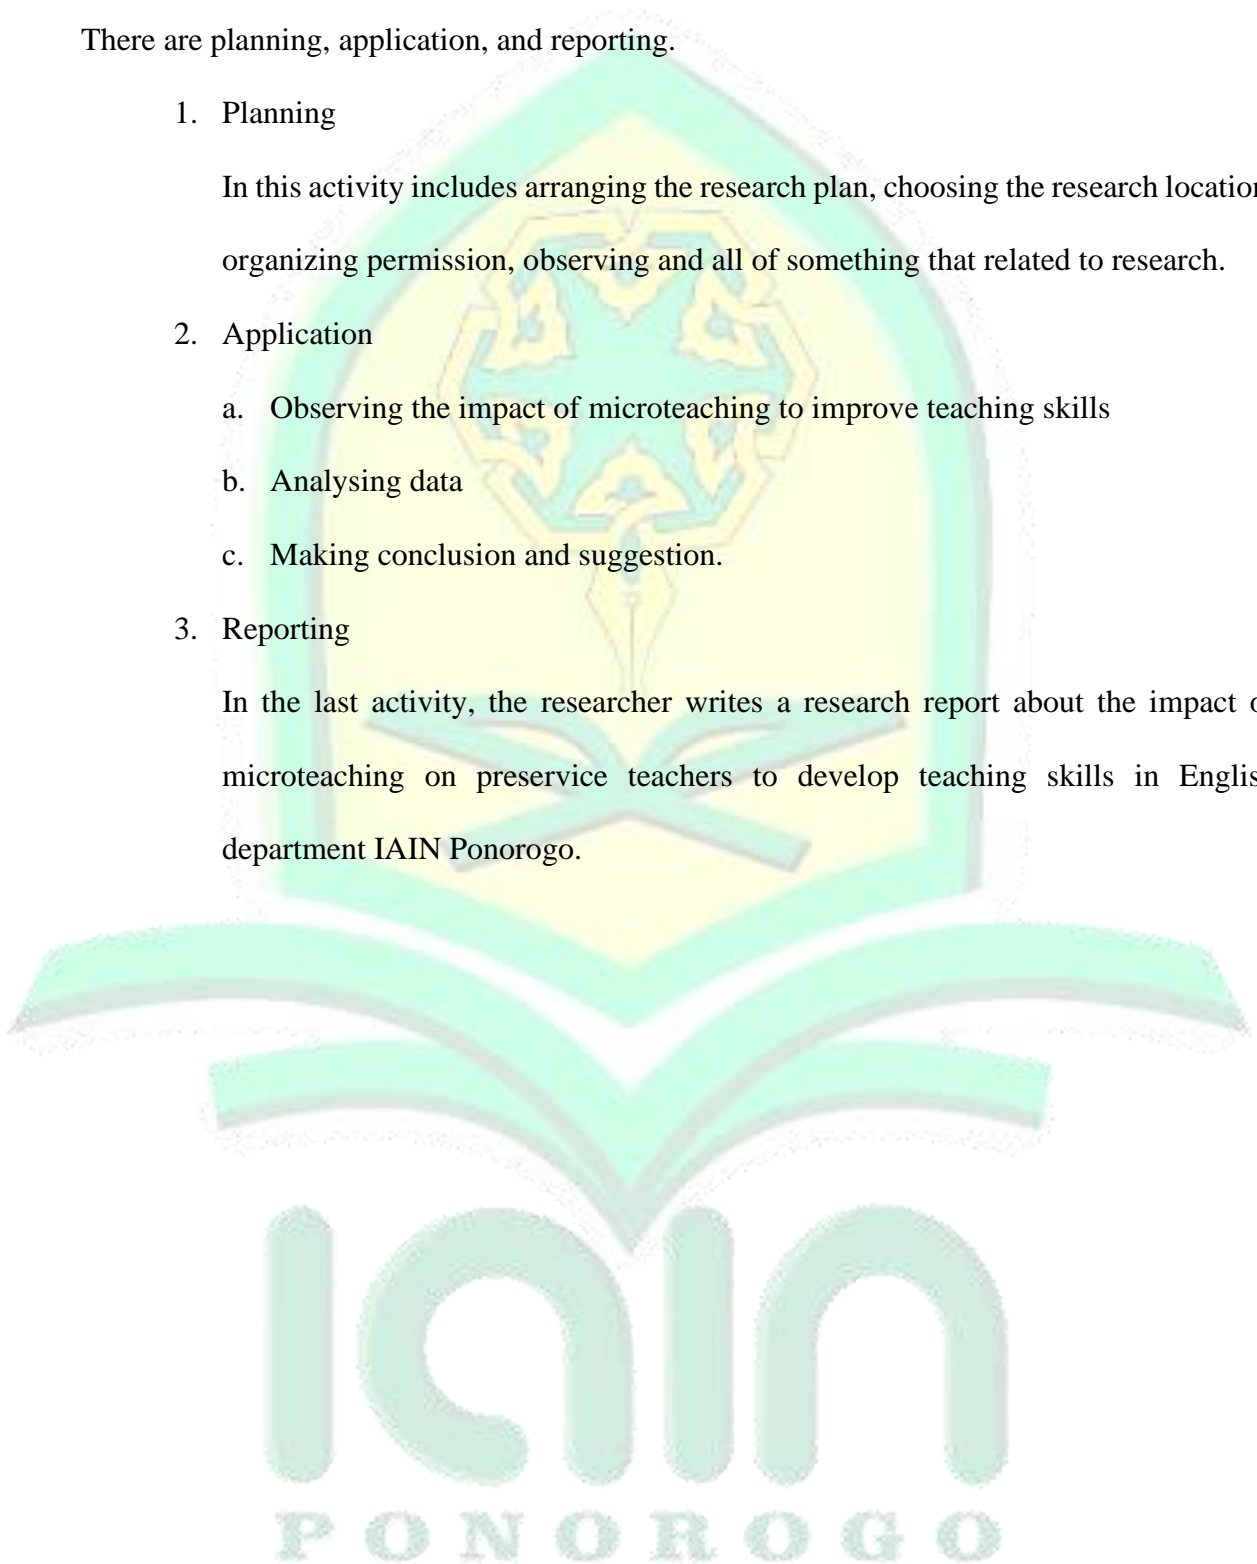 There are planning, application, and reporting.
1. Planning
In this activity includes arranging the research plan, choosing the research location
organizing permission, observing and all of something that related to research.
2. Application
a. Observing the impact of microteaching to improve teaching skills
b. Analysing data
c. Making conclusion and suggestion.
3. Reporting
In the last activity, the researcher writes a research report about the impact o
microteaching on preservice teachers to develop teaching skills in Englis
department IAIN Ponorogo.
iain
PONOROGO